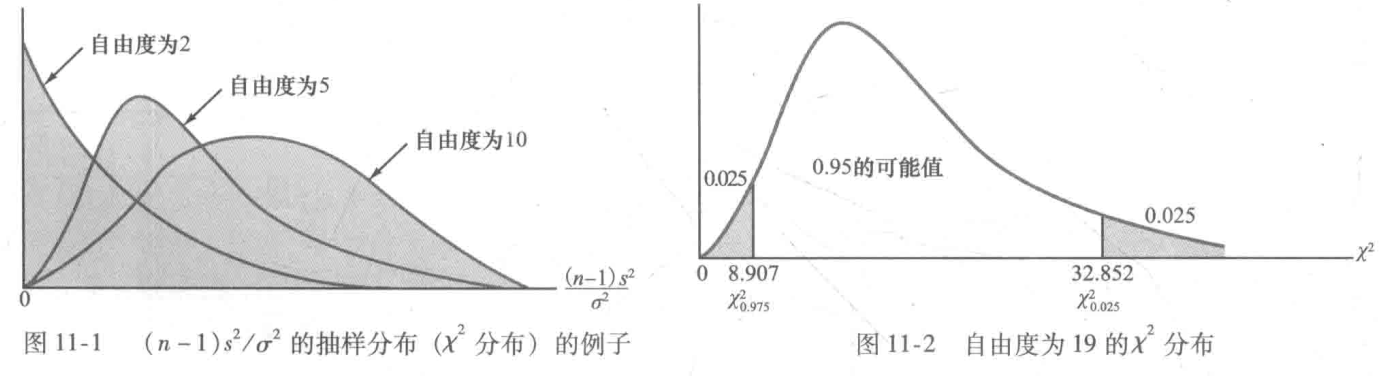 自由度为2
自由度为5
自由度为10
0
(n−1)s²
σ²
图 11-1 (n−1)s²/σ² 的抽样分布 (χ² 分布) 的例子
0.025
0.95的可能值
0.025
0 8.907 32.852 χ²
χ²0.975 χ²0.025
图 11-2 自由度为 19 的χ² 分布